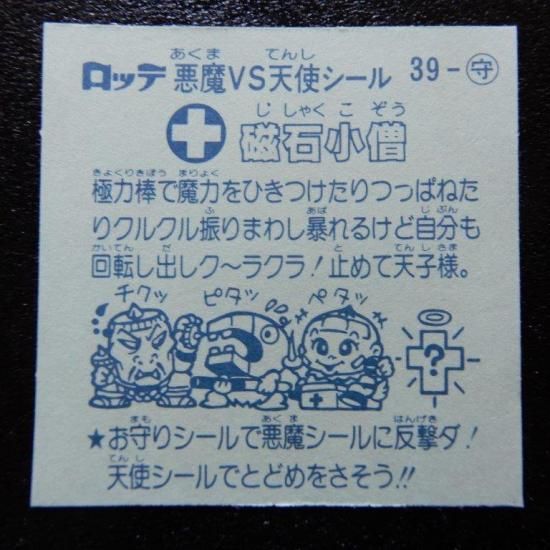 ロッテ 悪魔VS天使シール 39-守
磁石小僧
極力棒で魔力をひきつけたりつっぱねた
りクルクル振りまわし暴れるけど自分も
回転し出しク〜ラクラ!止めて天子様。
チクッ ピタッ ペタッ
?
★お守りシールで悪魔シールに反撃ダ!
天使シールでとどめをさそう!!